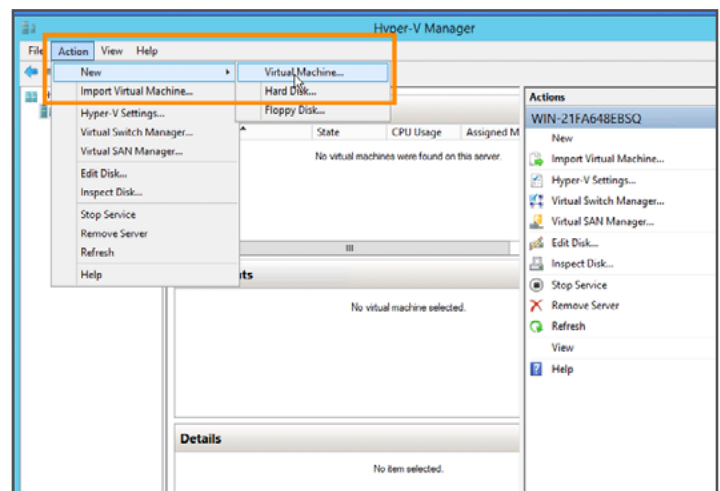 Hyper-V Manager
File Action View Help
New
Virtual Machine...
Import Virtual Machine...
Hard Disk...
Hyper-V Settings...
Floppy Disk...
Virtual Switch Manager...
Virtual SAN Manager...
Edit Disk...
Inspect Disk...
Stop Service
Remove Server
Refresh
Help
State CPU Usage Assigned M
No virtual machines were found on this server.
No virtual machine selected.
Details
No item selected.
Actions
WIN-21FA648EBSQ
New
Import Virtual Machine...
Hyper-V Settings...
Virtual Switch Manager...
Virtual SAN Manager...
Edit Disk...
Inspect Disk...
Stop Service
Remove Server
Refresh
View
Help